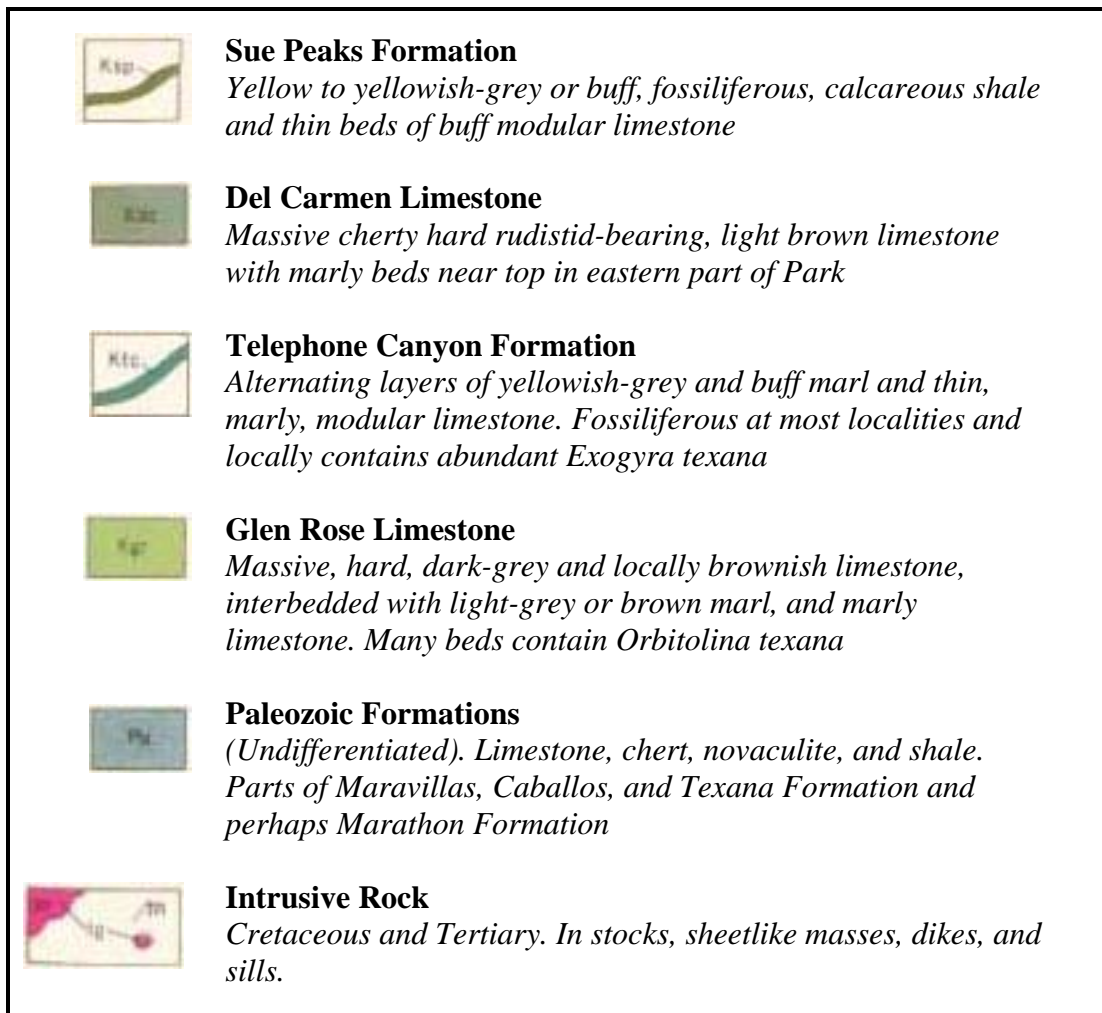 Ksp
Sue Peaks Formation
Yellow to yellowish-grey or buff, fossiliferous, calcareous shale
and thin beds of buff modular limestone
Kdc
Del Carmen Limestone
Massive cherty hard rudistid-bearing, light brown limestone
with marly beds near top in eastern part of Park
Ktc
Telephone Canyon Formation
Alternating layers of yellowish-grey and buff marl and thin,
marly, modular limestone. Fossiliferous at most localities and
locally contains abundant Exogyra texana
Kgr
Glen Rose Limestone
Massive, hard, dark-grey and locally brownish limestone,
interbedded with light-grey or brown marl, and marly
limestone. Many beds contain Orbitolina texana
Paleozoic Formations
(Undifferentiated). Limestone, chert, novaculite, and shale.
Parts of Maravillas, Caballos, and Texana Formation and
perhaps Marathon Formation
Intrusive Rock
Cretaceous and Tertiary. In stocks, sheetlike masses, dikes, and
sills.